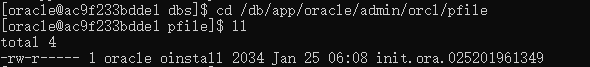 [oracle@ac9f233bdde1 dbs]$ cd /db/app/oracle/admin/orcl/pfile
[oracle@ac9f233bdde1 pfile]$ ll
total 4
-rw-r----- 1 oracle oinstall 2034 Jan 25 06:08 init.ora.025201961349